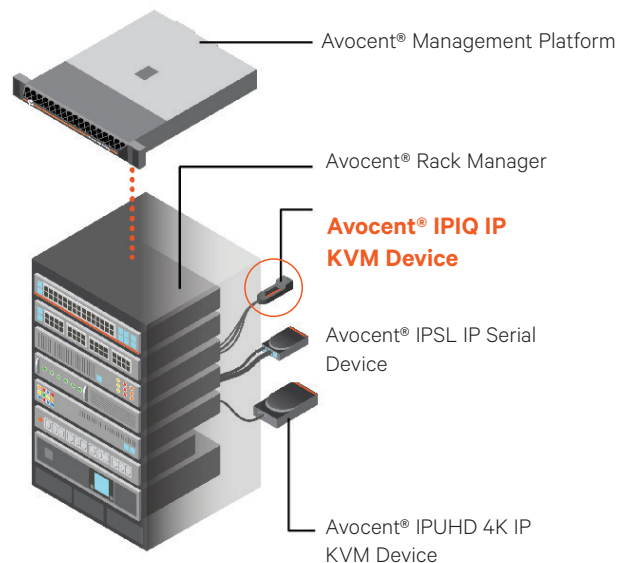 Avocent® Management Platform
Avocent® Rack Manager
Avocent® IPIQ IP
KVM Device
Avocent® IPSL IP Serial
Device
Avocent® IPUHD 4K IP
KVM Device